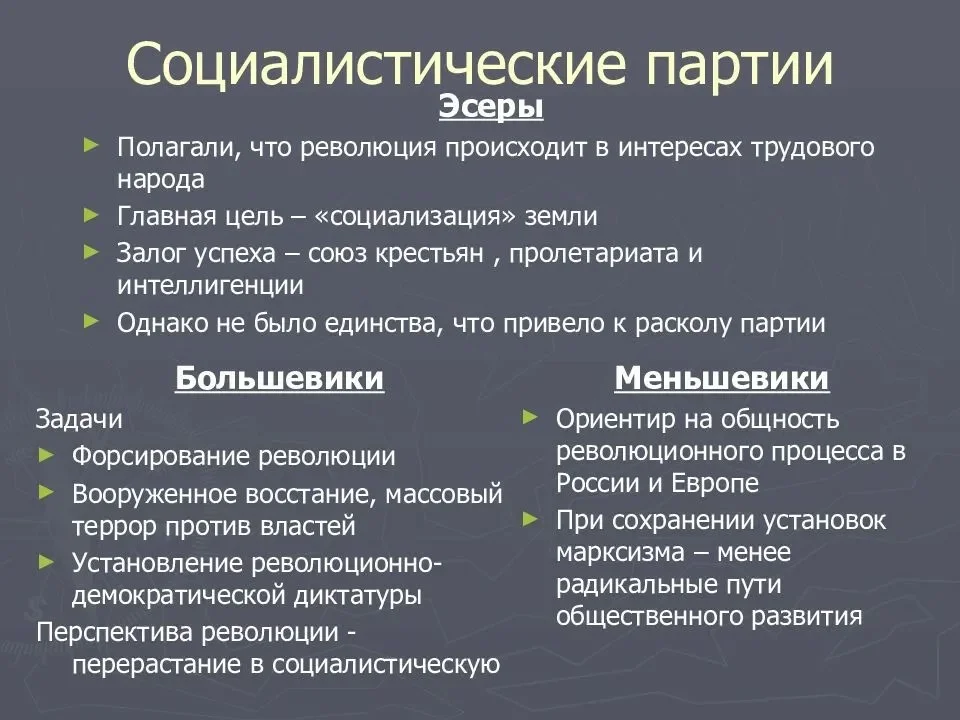 Социалистические партии
Эсеры
► Полагали, что революция происходит в интересах трудового
народа
► Главная цель – «социализация» земли
► Залог успеха – союз крестьян , пролетариата и
интеллигенции
► Однако не было единства, что привело к расколу партии
Большевики
Задачи
► Форсирование революции
► Вооруженное восстание, массовый
террор против властей
► Установление революционно-
демократической диктатуры
Перспектива революции -
перерастание в социалистическую
Меньшевики
► Ориентир на общность
революционного процесса в
России и Европе
► При сохранении установок
марксизма – менее
радикальные пути
общественного развития